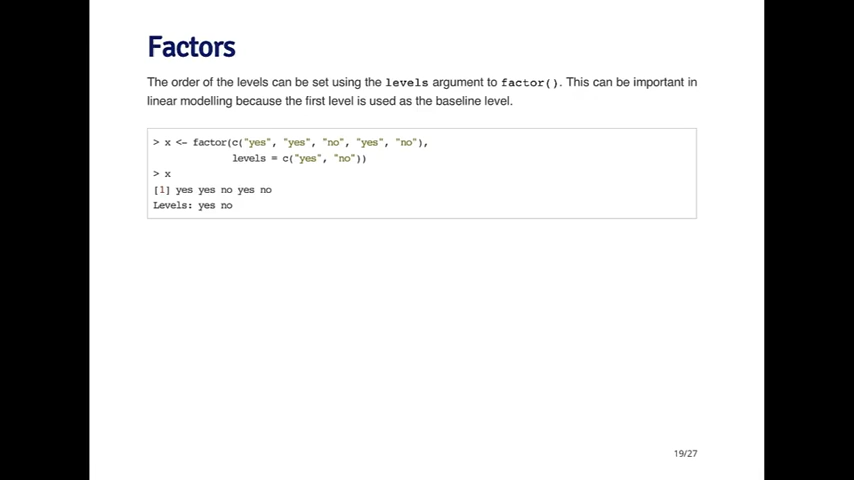 Factors
The order of the levels can be set using the levels argument to factor(). This can be important in
linear modelling because the first level is used as the baseline level.
> x <- factor(c("yes", "yes", "no", "yes", "no"),
levels = c("yes", "no"))
> x
[1] yes yes no yes no
Levels: yes no
19/27